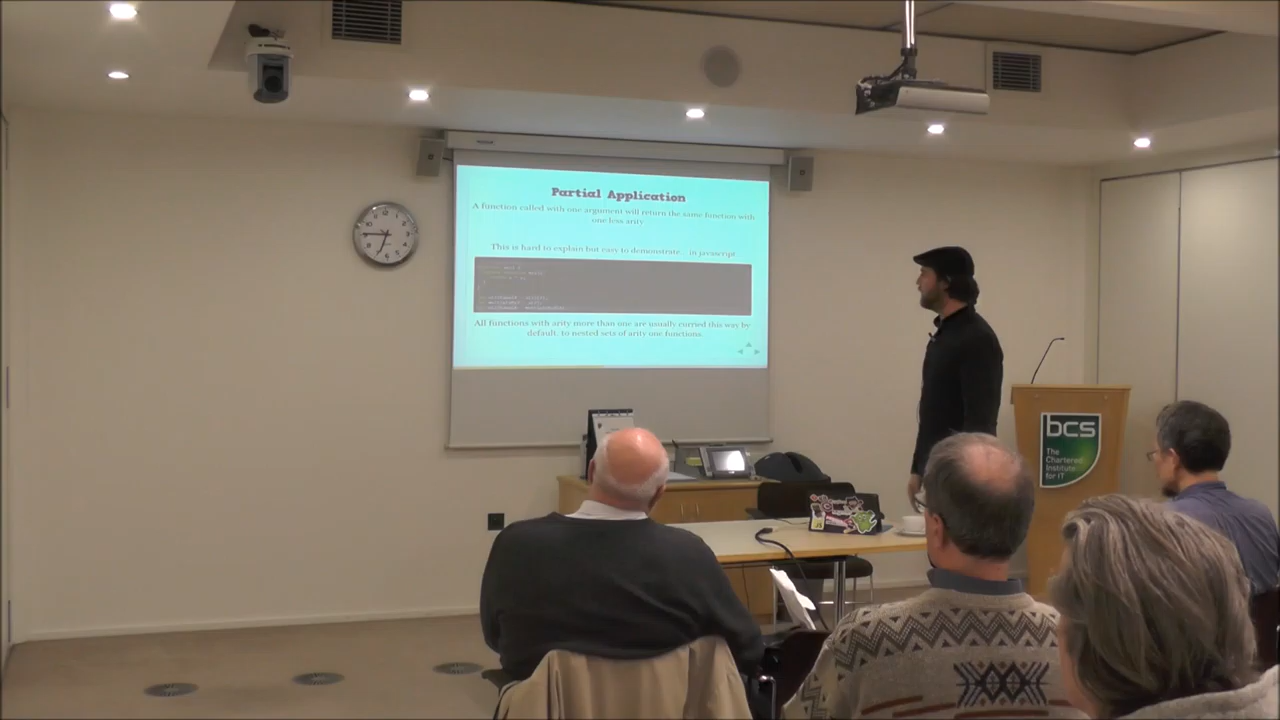 Partial Application
A function called with one argument will return the same function with
one less arity
This is hard to explain but easy to demonstrate... in javascript
All functions with arity more than one are usually curried this way by
default, to nested sets of arity one functions.
bcs
The
Chartered
Institute
for IT